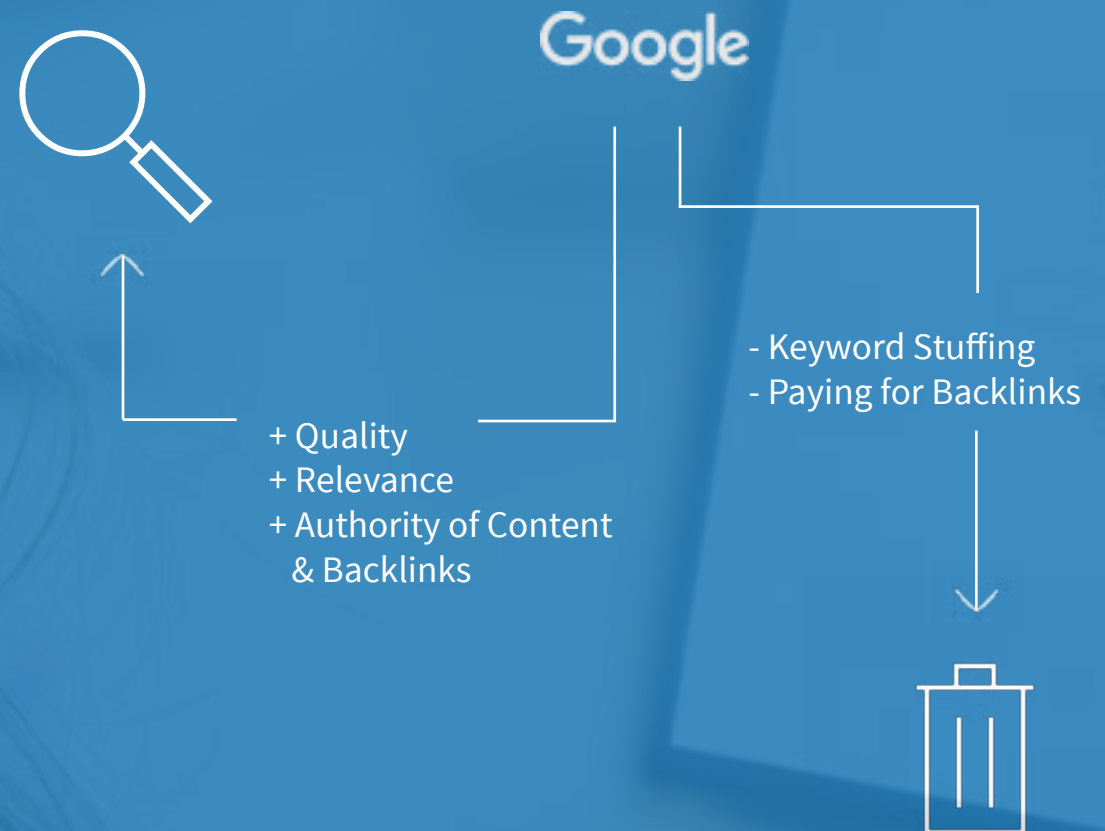 Google
- Keyword Stuffing
- Paying for Backlinks
+ Quality
+ Relevance
+ Authority of Content
& Backlinks